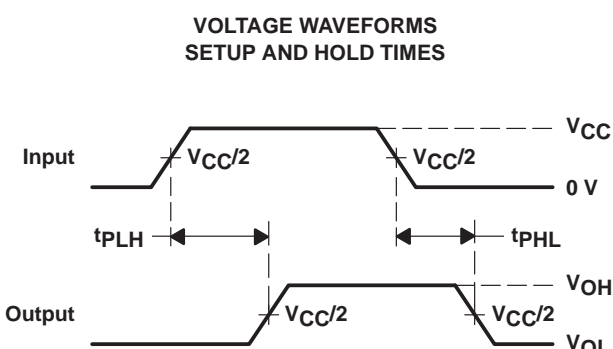 VOLTAGE WAVEFORMS
SETUP AND HOLD TIMES
VCC
Input
VCC/2
VCC/2
0 V
tPLH
tPHL
VOH
Output
VCC/2
VCC/2
VOL